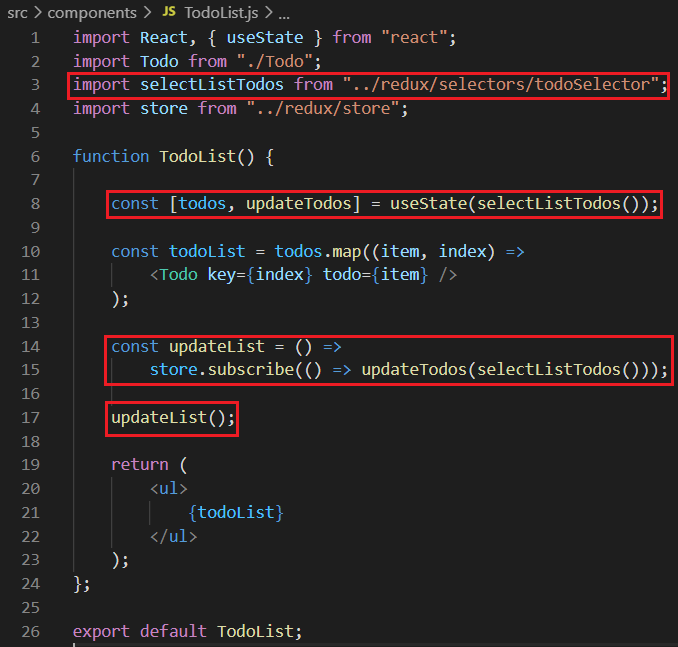 src > components > JS TodoList.js > ...
1 import React, { useState } from "react";
2 import Todo from "./Todo";
3 import selectListTodos from "../redux/selectors/todoSelector";
4 import store from "../redux/store";
5
6 function TodoList() {
7
8 const [todos, updateTodos] = useState(selectListTodos());
9
10 const todoList = todos.map((item, index) =>
11 <Todo key={index} todo={item} />
12 );
13
14 const updateList = () =>
15 store.subscribe(() => updateTodos(selectListTodos()));
16
17 updateList();
18
19 return (
20 <ul>
21 {todoList}
22 </ul>
23 );
24 };
25
26 export default TodoList;